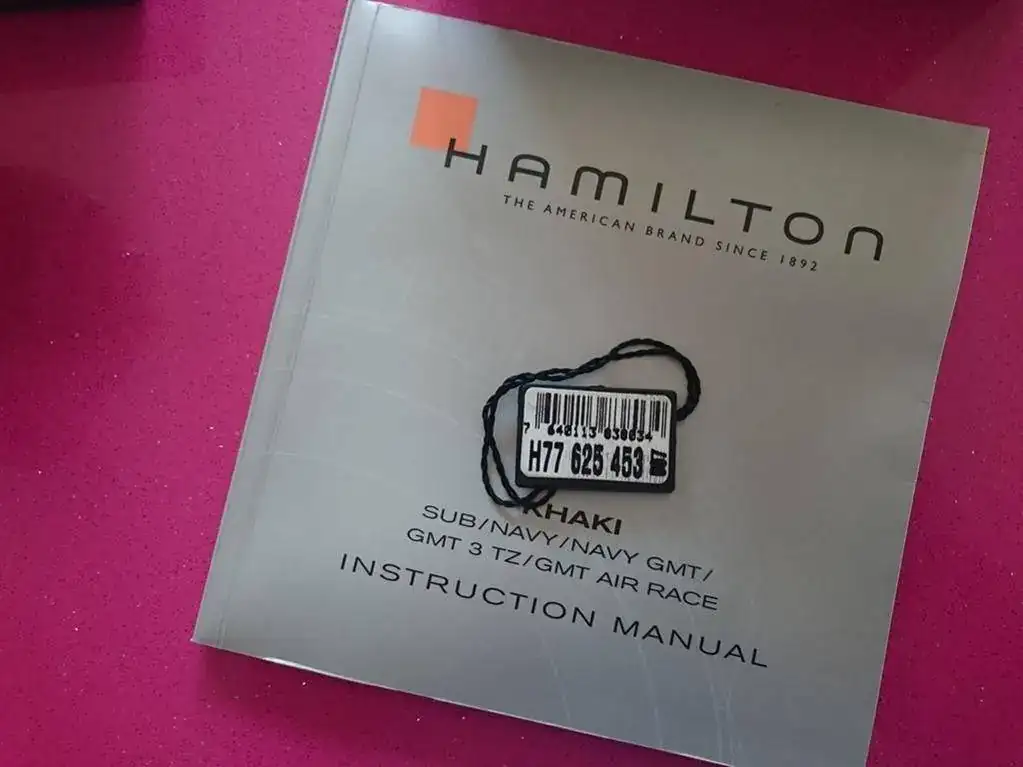 HAMILTON
THE AMERICAN BRAND SINCE 1892
7 640113 030034
H77 625 453
KHAKI
SUB/NAVY/NAVY GMT/
GMT 3 TZ/GMT AIR RACE
INSTRUCTION MANUAL